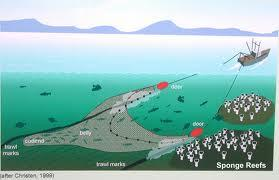 door
door
belly
codend
trawl
marks
trawl marks
Sponge Reefs
(after Christen, 1999)